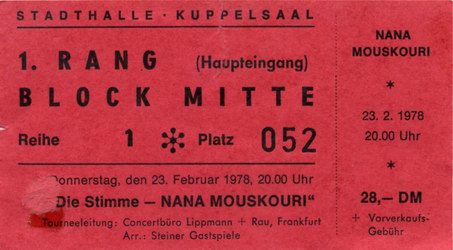 STADTHALLE · KUPPELSAAL
1. RANG (Haupteingang)
BLOCK MITTE
Reihe 1 Platz 052
Donnerstag, den 23. Februar 1978, 20.00 Uhr
"Die Stimme — NANA MOUSKOURI"
Tourneeleitung: Concertbüro Lippmann + Rau, Frankfurt
Arr.: Steiner Gastspiele
NANA
MOUSKOURI
*
23. 2. 1978
20.00 Uhr
*
28,— DM
+ Vorverkaufs-
Gebühr